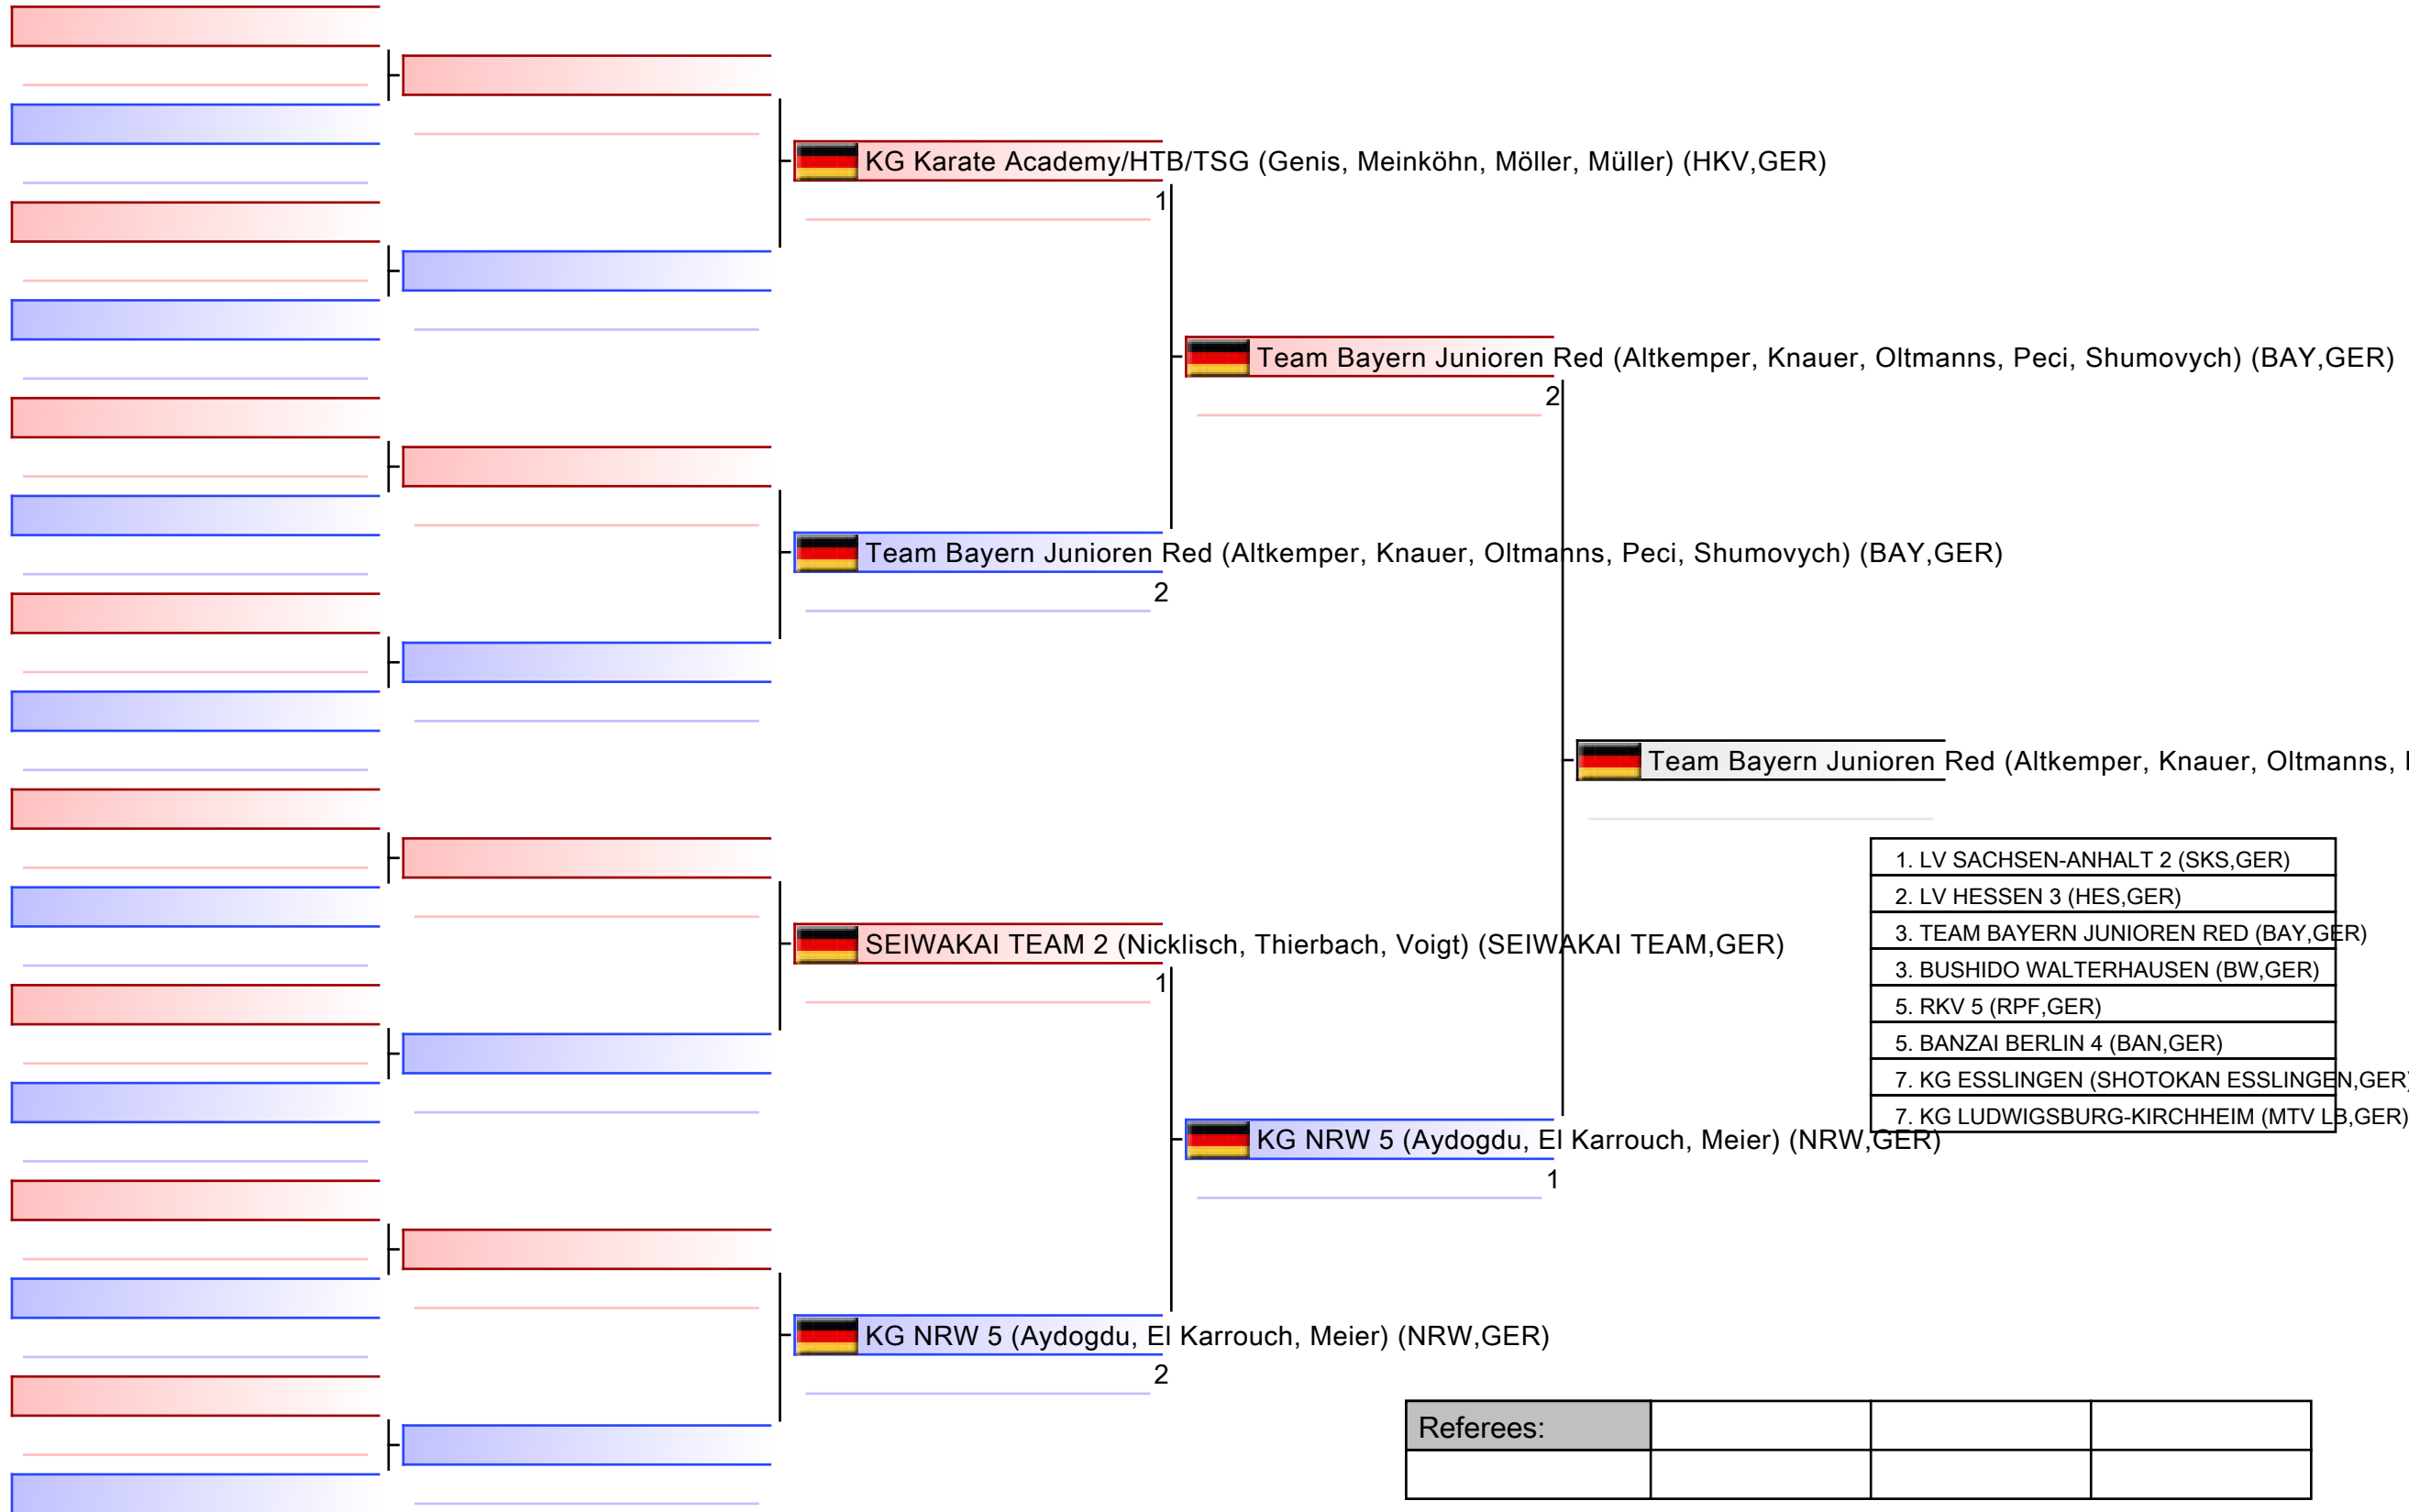 KG Karate Academy/HTB/TSG (Genis, Meinköhn, Möller, Müller) (HKV,GER)
1
Team Bayern Junioren Red (Altkemper, Knauer, Oltmanns, Peci, Shumovych) (BAY,GER)
2
Team Bayern Junioren Red (Altkemper, Knauer, Oltmanns, Peci, Shumovych) (BAY,GER)
2
Team Bayern Junioren Red (Altkemper, Knauer, Oltmanns,
1. LV SACHSEN-ANHALT 2 (SKS,GER)
2. LV HESSEN 3 (HES,GER)
3. TEAM BAYERN JUNIOREN RED (BAY,GER)
3. BUSHIDO WALTERHAUSEN (BW,GER)
5. RKV 5 (RPF,GER)
5. BANZAI BERLIN 4 (BAN,GER)
7. KG ESSLINGEN (SHOTOKAN ESSLINGEN,GER)
7. KG LUDWIGSBURG-KIRCHHEIM (MTV LB,GER)
SEIWAKAI TEAM 2 (Nicklisch, Thierbach, Voigt) (SEIWAKAI TEAM,GER)
1
KG NRW 5 (Aydogdu, El Karrouch, Meier) (NRW,GER)
1
KG NRW 5 (Aydogdu, El Karrouch, Meier) (NRW,GER)
2
Referees: